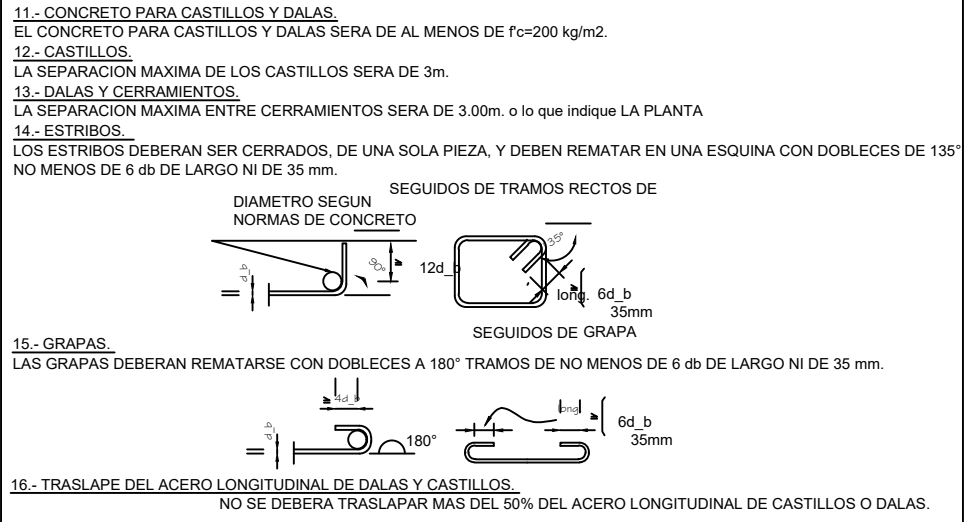 11.- CONCRETO PARA CASTILLOS Y DALAS.
EL CONCRETO PARA CASTILLOS Y DALAS SERA DE AL MENOS DE f'c=200 kg/m2.
12.- CASTILLOS.
LA SEPARACION MAXIMA DE LOS CASTILLOS SERA DE 3m.
13.- DALAS Y CERRAMIENTOS.
LA SEPARACION MAXIMA ENTRE CERRAMIENTOS SERA DE 3.00m. o lo que indique LA PLANTA
14.- ESTRIBOS.
LOS ESTRIBOS DEBERAN SER CERRADOS, DE UNA SOLA PIEZA, Y DEBEN REMATAR EN UNA ESQUINA CON DOBLECES DE 135°
NO MENOS DE 6 db DE LARGO NI DE 35 mm.
SEGUIDOS DE TRAMOS RECTOS DE
DIAMETRO SEGUN
NORMAS DE CONCRETO
d_b
90°
≥
12d_b
35°
long.
≥
6d_b
35mm
SEGUIDOS DE GRAPA
15.- GRAPAS.
LAS GRAPAS DEBERAN REMATARSE CON DOBLECES A 180° TRAMOS DE NO MENOS DE 6 db DE LARGO NI DE 35 mm.
≥ 4d_b
d_b
180°
long
≥
6d_b
35mm
16.- TRASLAPE DEL ACERO LONGITUDINAL DE DALAS Y CASTILLOS.
NO SE DEBERA TRASLAPAR MAS DEL 50% DEL ACERO LONGITUDINAL DE CASTILLOS O DALAS.